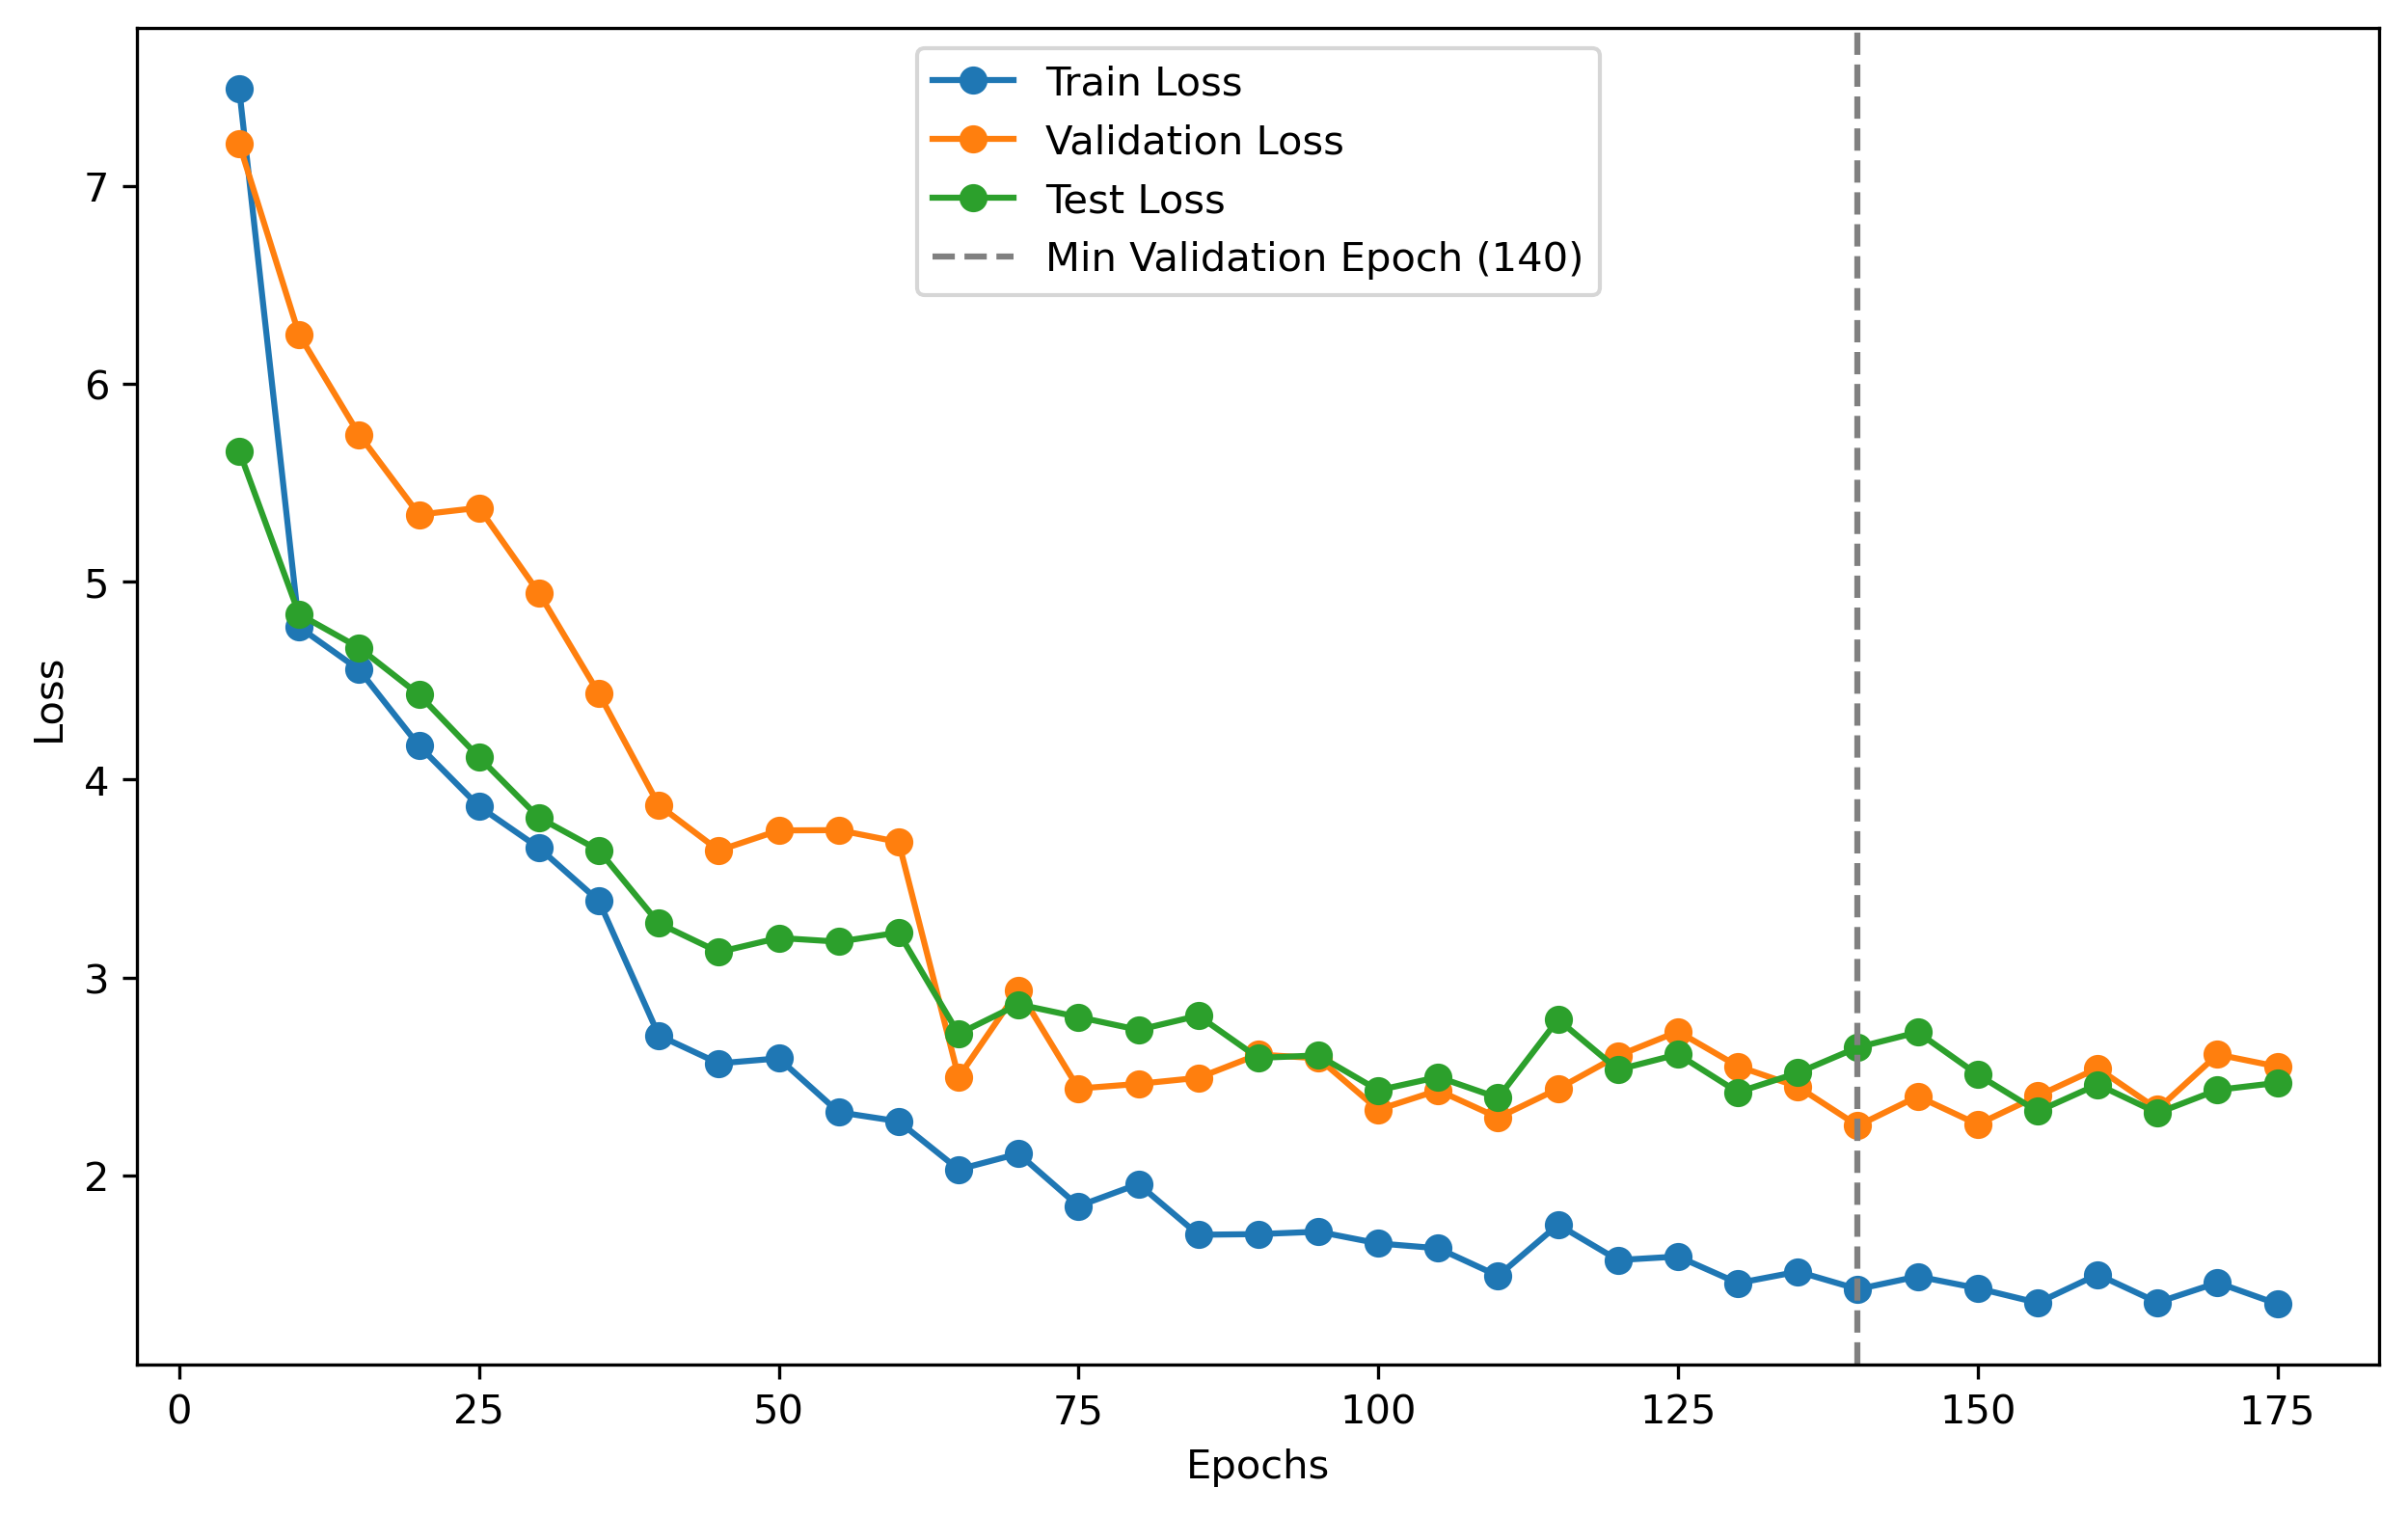 Train Loss
Validation Loss
Test Loss
Min Validation Epoch (140)
7
6
5
4
3
2
Loss
0 25 50 75 100 125 150 175
Epochs